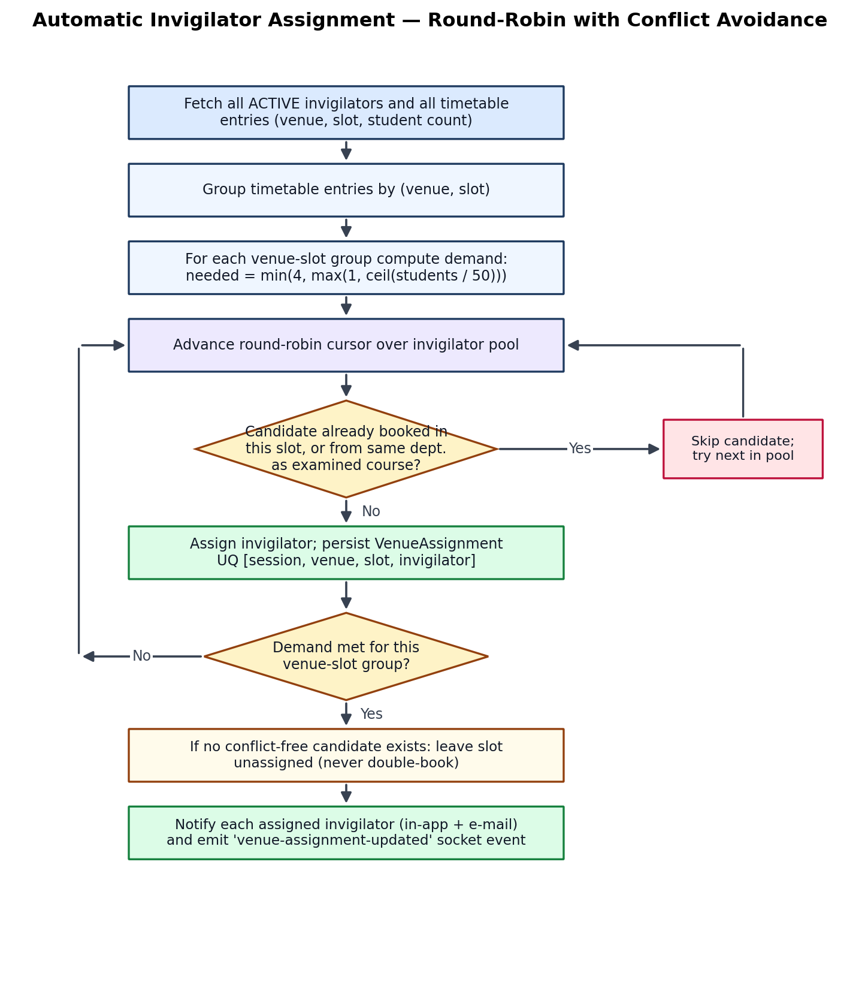 Automatic Invigilator Assignment — Round-Robin with Conflict Avoidance
Fetch all ACTIVE invigilators and all timetable
entries (venue, slot, student count)
Group timetable entries by (venue, slot)
For each venue-slot group compute demand:
needed = min(4, max(1, ceil(students / 50)))
Advance round-robin cursor over invigilator pool
Candidate already booked in
this slot, or from same dept.
as examined course?
Yes
Skip candidate;
try next in pool
No
Assign invigilator; persist VenueAssignment
UQ [session, venue, slot, invigilator]
Demand met for this
venue-slot group?
No
Yes
If no conflict-free candidate exists: leave slot
unassigned (never double-book)
Notify each assigned invigilator (in-app + e-mail)
and emit 'venue-assignment-updated' socket event